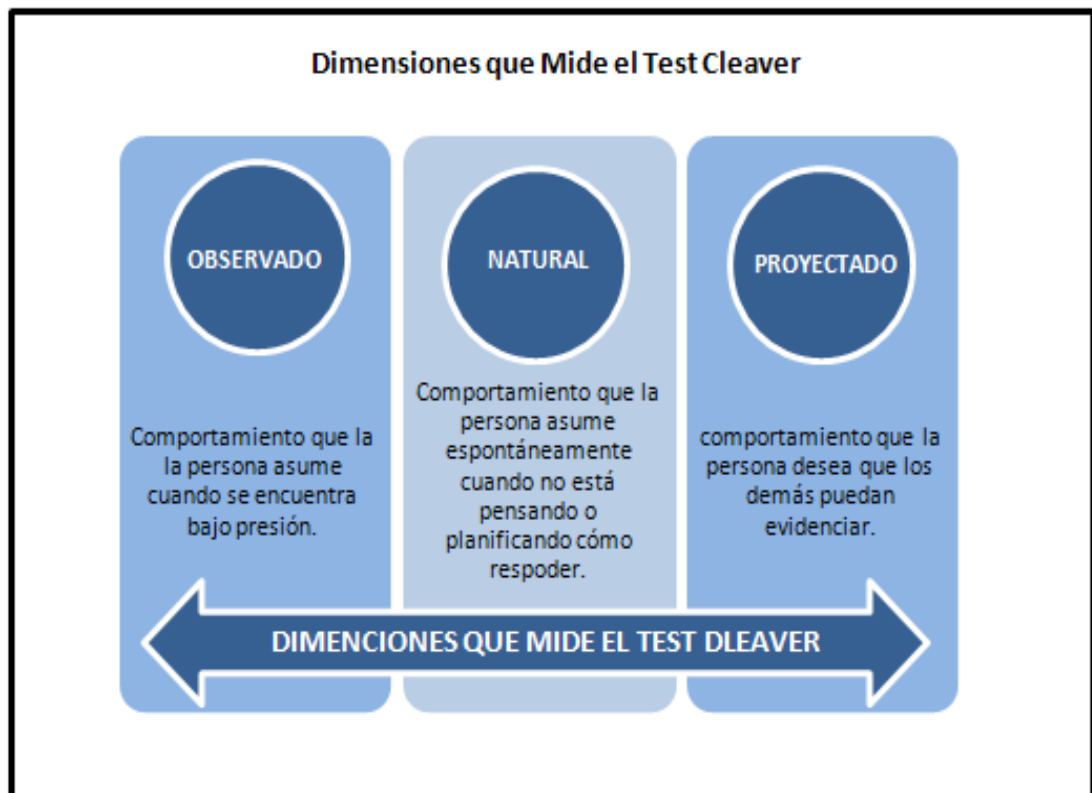 Dimensiones que Mide el Test Cleaver
OBSERVADO
Comportamiento que la
la persona asume
cuando se encuentra
bajo presión.
NATURAL
Comportamiento que la
persona asume
espontáneamente
cuando no está
pensando o
planificando cómo
respoder.
PROYECTADO
comportamiento que la
persona desea que los
demás puedan
evidenciar.
DIMENCIONES QUE MIDE EL TEST DLEAVER